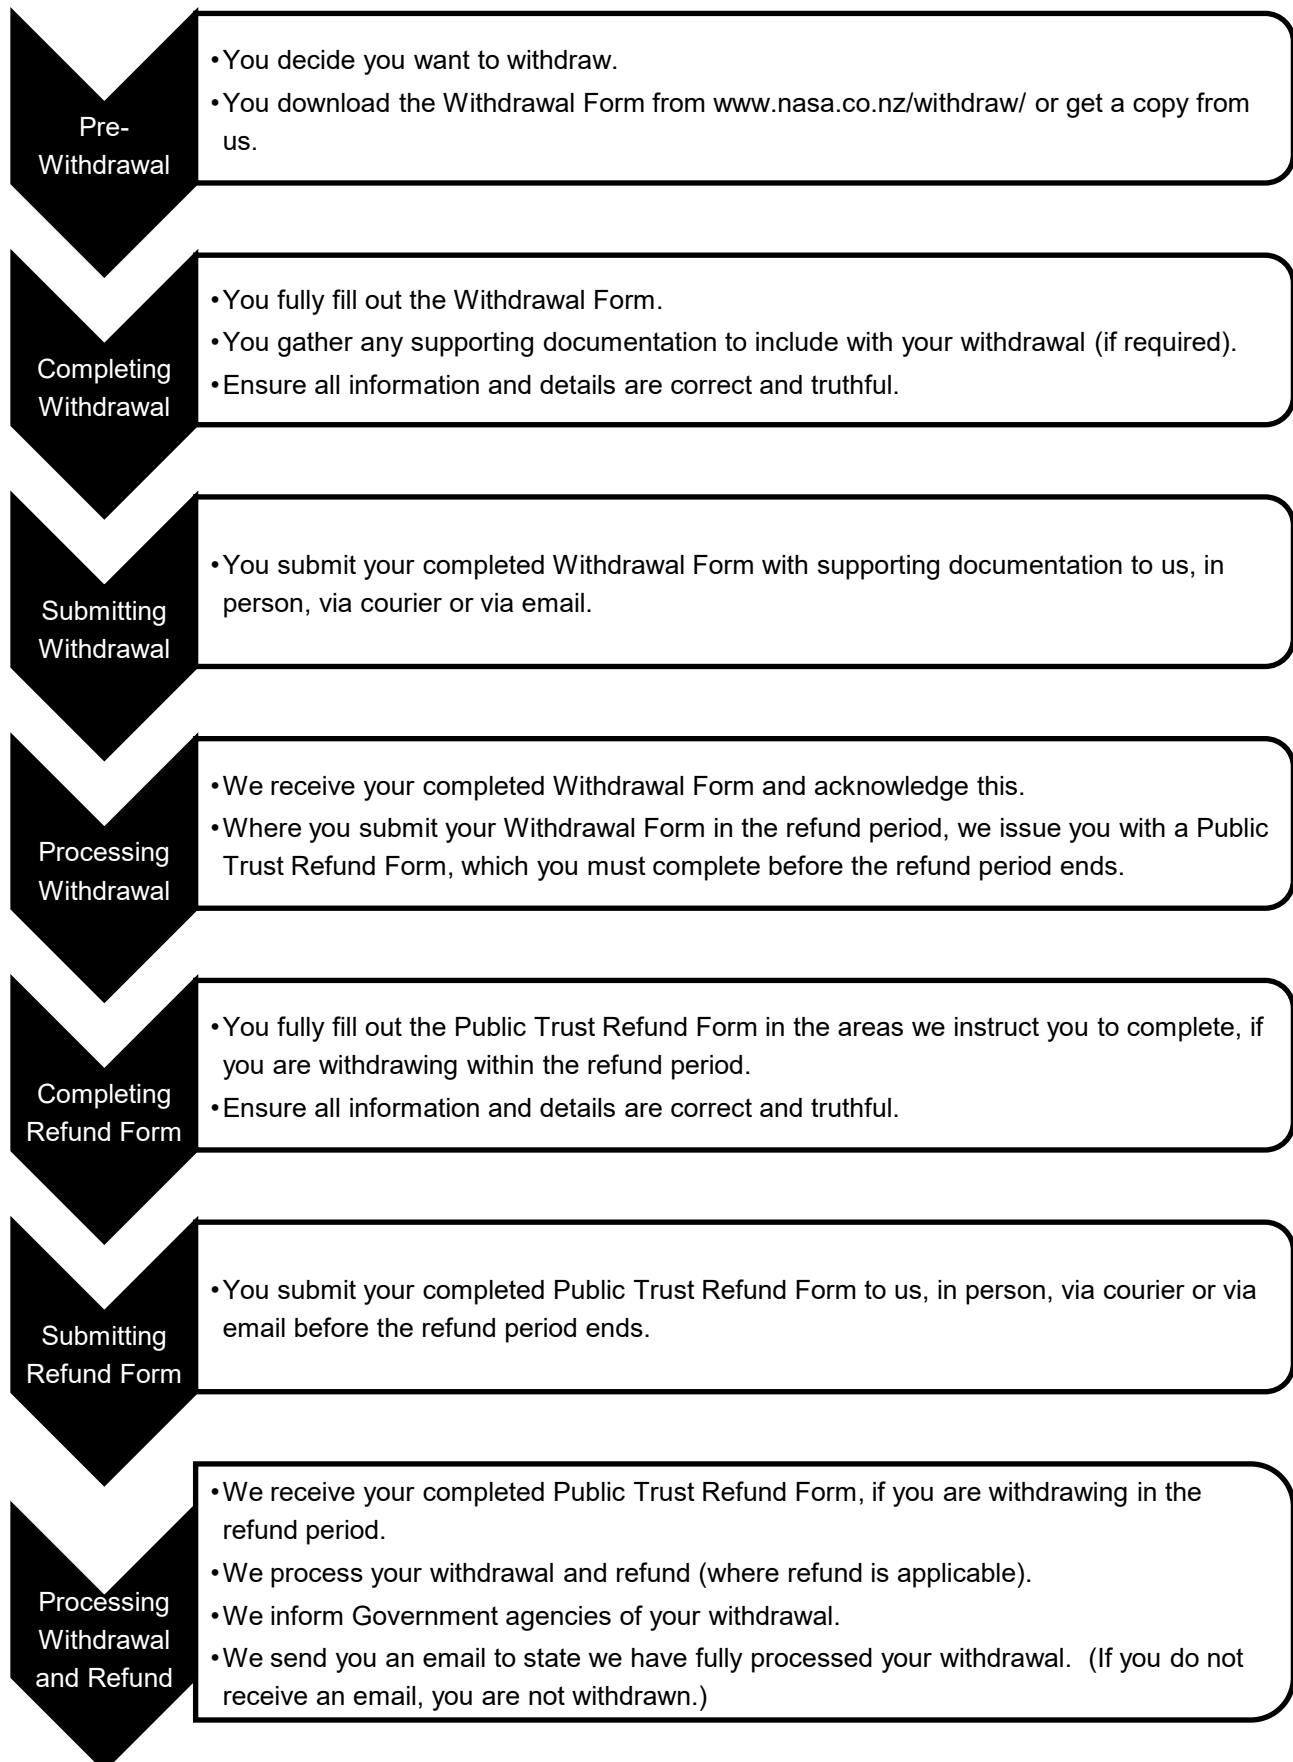 Pre-
Withdrawal
•You decide you want to withdraw.
•You download the Withdrawal Form from www.nasa.co.nz/withdraw/ or get a copy from
us.
Completing
Withdrawal
•You fully fill out the Withdrawal Form.
•You gather any supporting documentation to include with your withdrawal (if required).
•Ensure all information and details are correct and truthful.
Submitting
Withdrawal
•You submit your completed Withdrawal Form with supporting documentation to us, in
person, via courier or via email.
Processing
Withdrawal
•We receive your completed Withdrawal Form and acknowledge this.
•Where you submit your Withdrawal Form in the refund period, we issue you with a Public
Trust Refund Form, which you must complete before the refund period ends.
Completing
Refund Form
•You fully fill out the Public Trust Refund Form in the areas we instruct you to complete, if
you are withdrawing within the refund period.
•Ensure all information and details are correct and truthful.
Submitting
Refund Form
•You submit your completed Public Trust Refund Form to us, in person, via courier or via
email before the refund period ends.
Processing
Withdrawal
and Refund
•We receive your completed Public Trust Refund Form, if you are withdrawing in the
refund period.
•We process your withdrawal and refund (where refund is applicable).
•We inform Government agencies of your withdrawal.
•We send you an email to state we have fully processed your withdrawal.  (If you do not
receive an email, you are not withdrawn.)